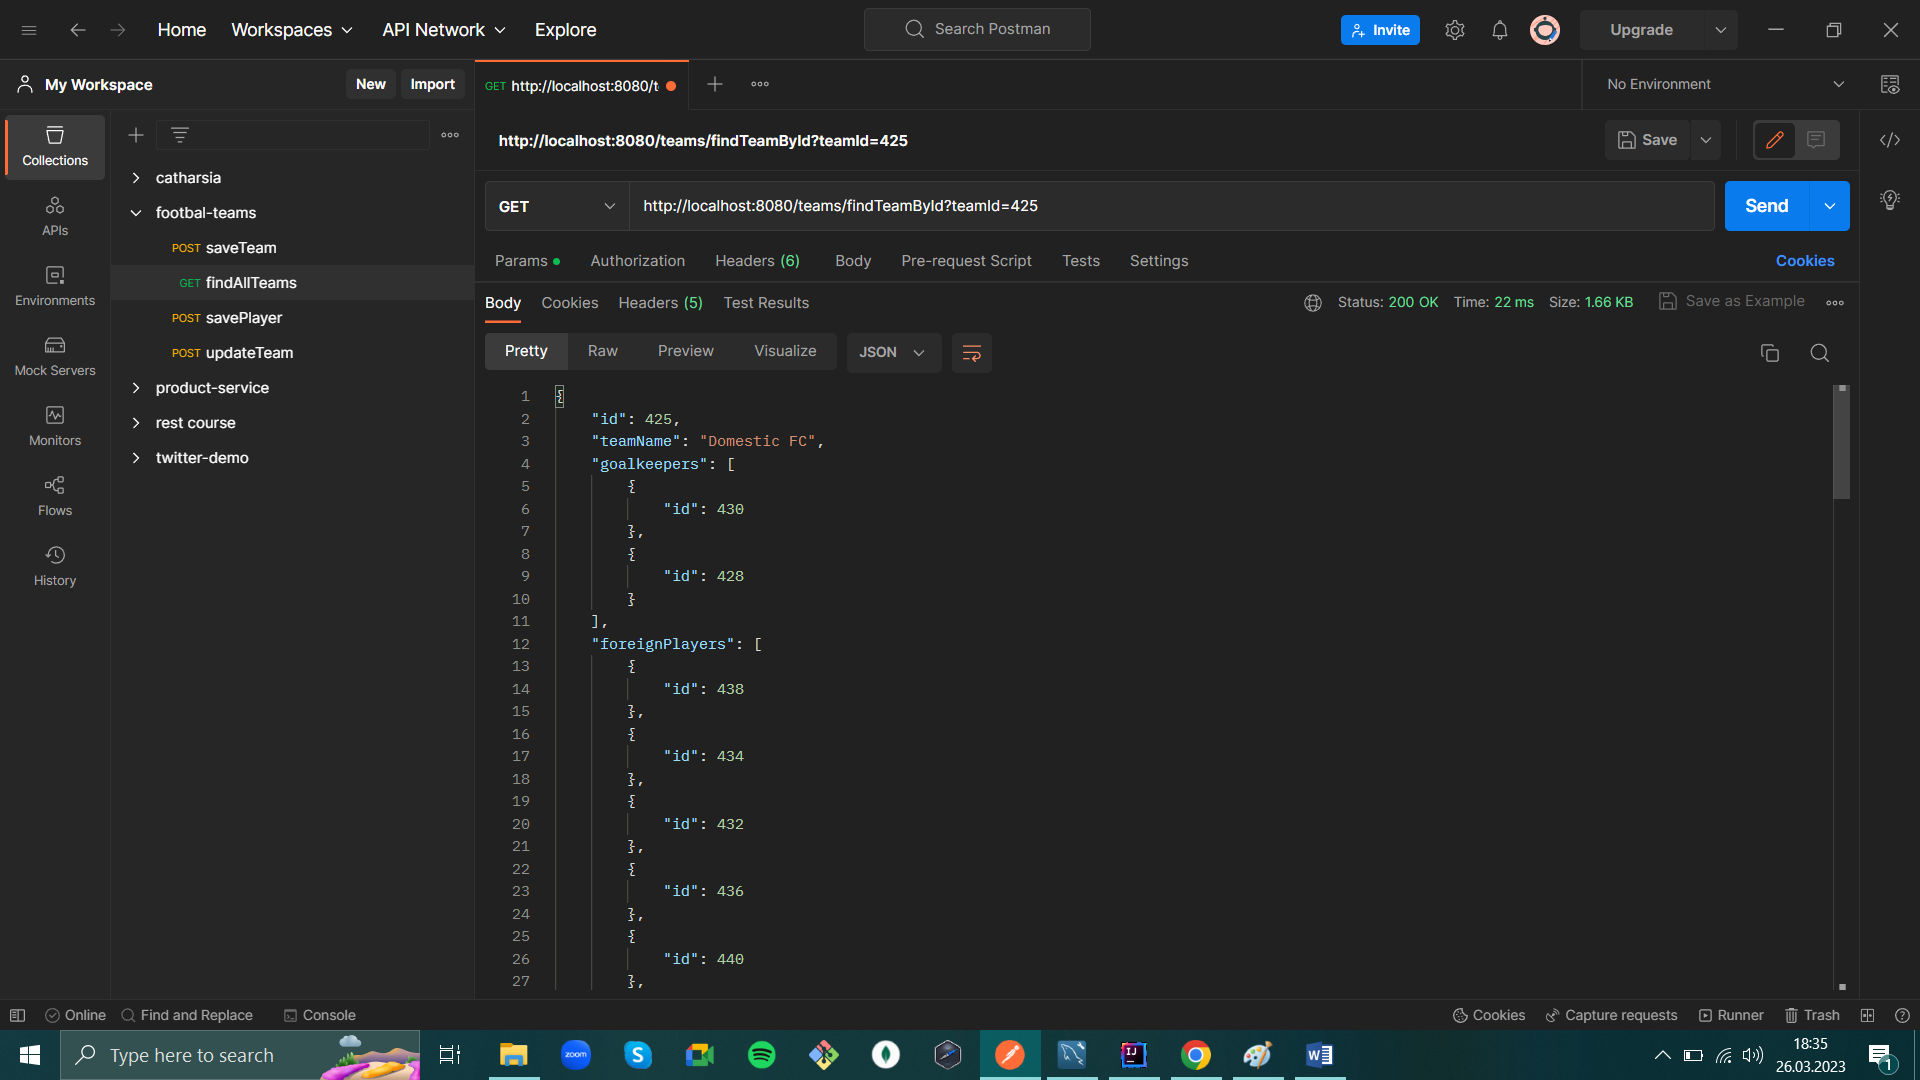 Home Workspaces API Network Explore Search Postman Invite Upgrade
My Workspace New Import GET http://localhost:8080/t No Environment
Collections
APIs
Environments
Mock Servers
Monitors
Flows
History
catharsia
footbal-teams
POST saveTeam
GET findAllTeams
POST savePlayer
POST updateTeam
product-service
rest course
twitter-demo
http://localhost:8080/teams/findTeamById?teamId=425 Save
GET http://localhost:8080/teams/findTeamById?teamId=425 Send
Params Authorization Headers (6) Body Pre-request Script Tests Settings Cookies
Body Cookies Headers (5) Test Results Status: 200 OK Time: 22 ms Size: 1.66 KB Save as Example
Pretty Raw Preview Visualize JSON
1 {
2 "id": 425,
3 "teamName": "Domestic FC",
4 "goalkeepers": [
5 {
6 "id": 430
7 },
8 {
9 "id": 428
10 }
11 ],
12 "foreignPlayers": [
13 {
14 "id": 438
15 },
16 {
17 "id": 434
18 },
19 {
20 "id": 432
21 },
22 {
23 "id": 436
24 },
25 {
26 "id": 440
27 },
Online Find and Replace Console Cookies Capture requests Runner Trash
Type here to search zoom S IJ W 18:35
26.03.2023 1